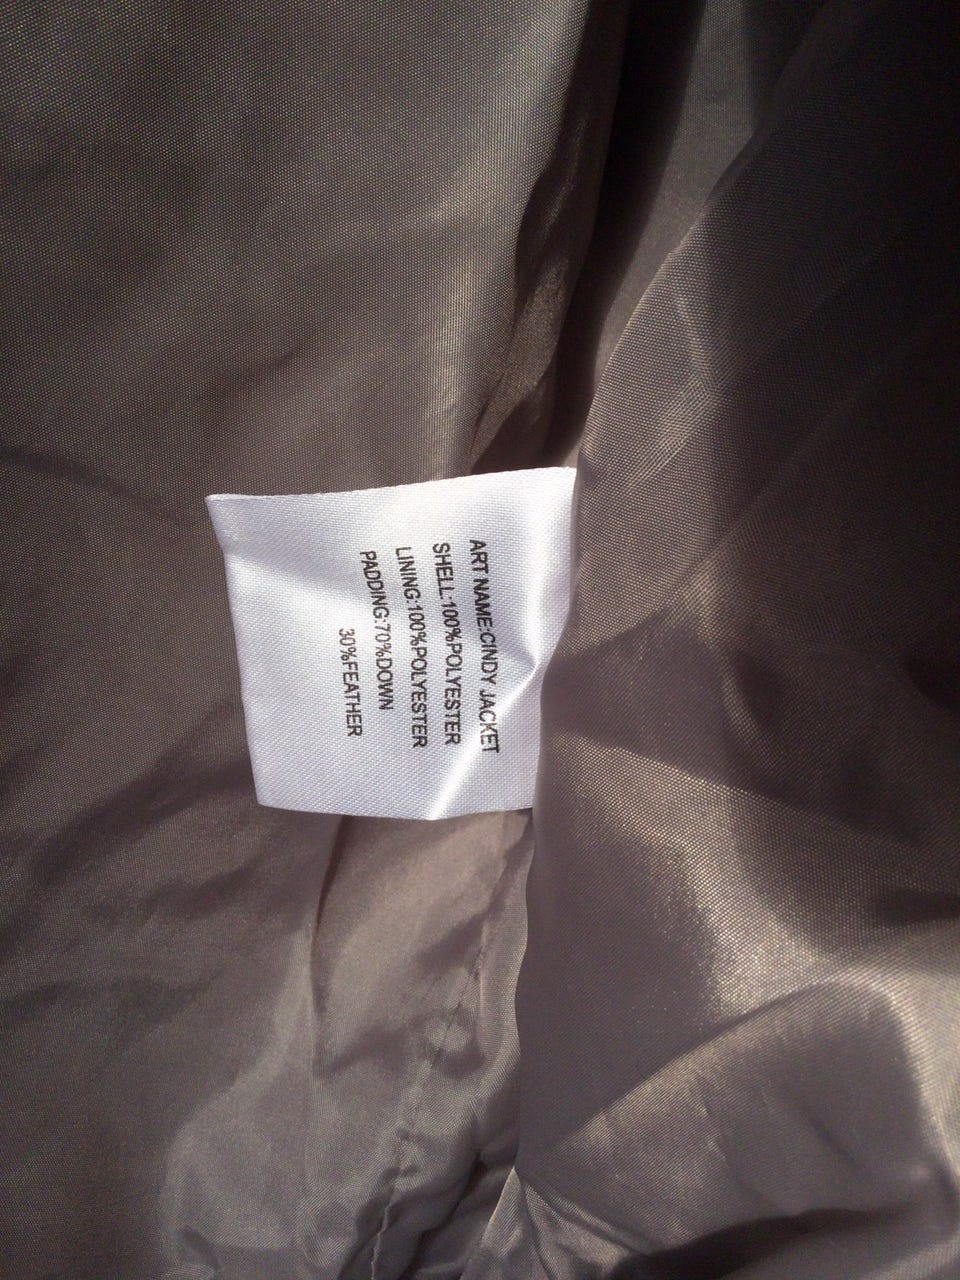 ART NAME:CINDY JACKET
SHELL:100%POLYESTER
LINING:100%POLYESTER
PADDING:70%DOWN
30%FEATHER